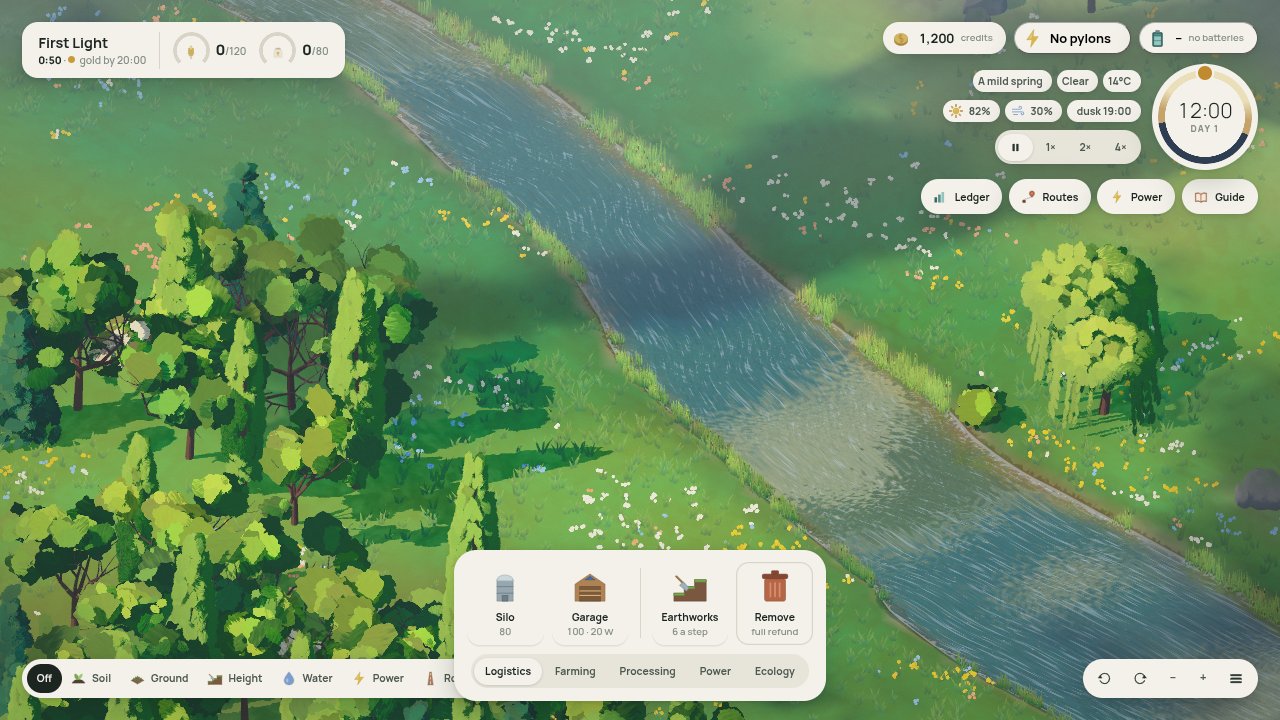 First Light
0:50 · gold by 20:00
0/120
0/80
1,200 credits
No pylons
– no batteries
A mild spring
Clear
14°C
82%
30%
dusk 19:00
12:00
DAY 1
1×
2×
4×
Ledger
Routes
Power
Guide
Silo
80
Garage
100 · 20 W
Earthworks
6 a step
Remove
full refund
Logistics
Farming
Processing
Power
Ecology
Off
Soil
Ground
Height
Water
Power